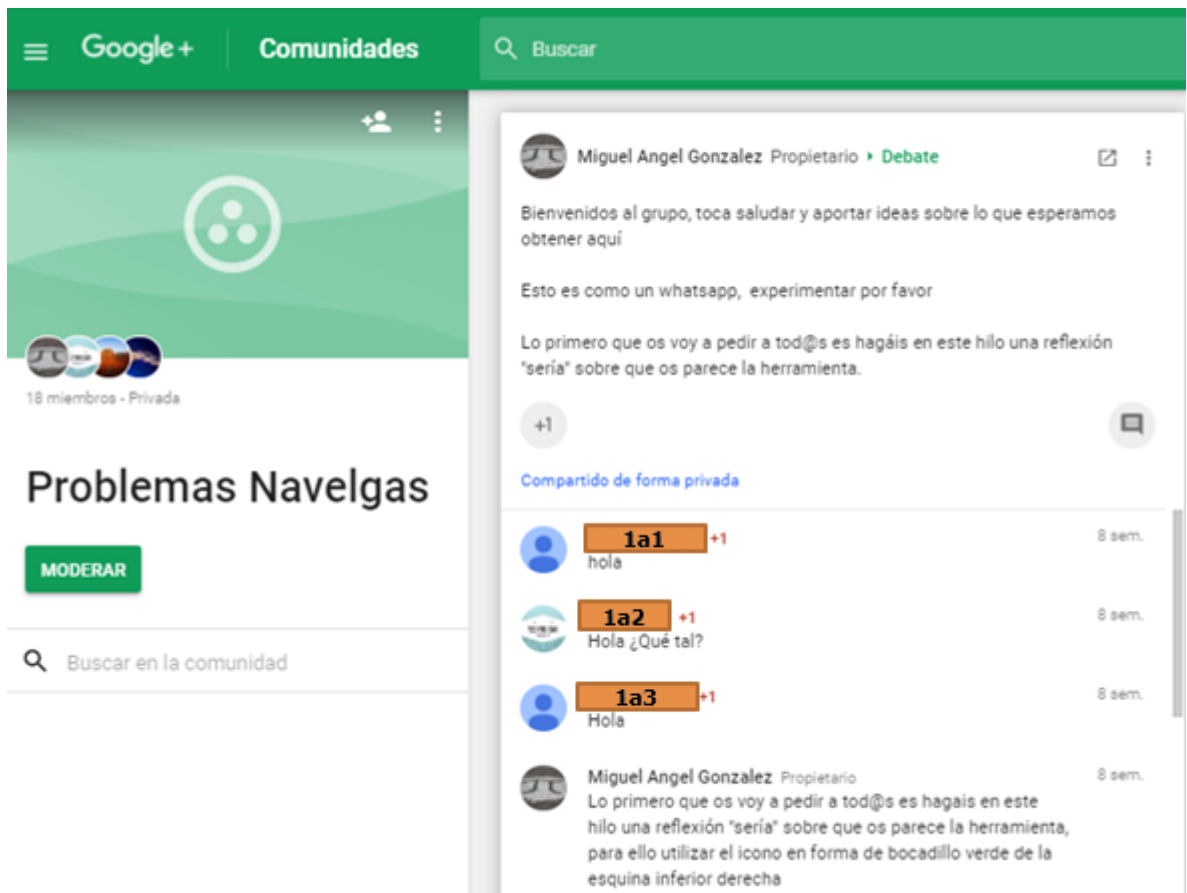 Google+
Comunidades
Buscar
18 miembros - Privada
Problemas Navelgas
MODERAR
Buscar en la comunidad
Miguel Angel Gonzalez Propietario ▸ Debate
Bienvenidos al grupo, toca saludar y aportar ideas sobre lo que esperamos
obtener aquí
Esto es como un whatsapp, experimentar por favor
Lo primero que os voy a pedir a tod@s es hagáis en este hilo una reflexión
"sería" sobre que os parece la herramienta.
+1
Compartido de forma privada
1a1 +1 8 sem.
hola
1a2 +1 8 sem.
Hola ¿Qué tal?
1a3 +1 8 sem.
Hola
Miguel Angel Gonzalez Propietario 8 sem.
Lo primero que os voy a pedir a tod@s es hagais en este
hilo una reflexión "sería" sobre que os parece la herramienta,
para ello utilizar el icono en forma de bocadillo verde de la
esquina inferior derecha